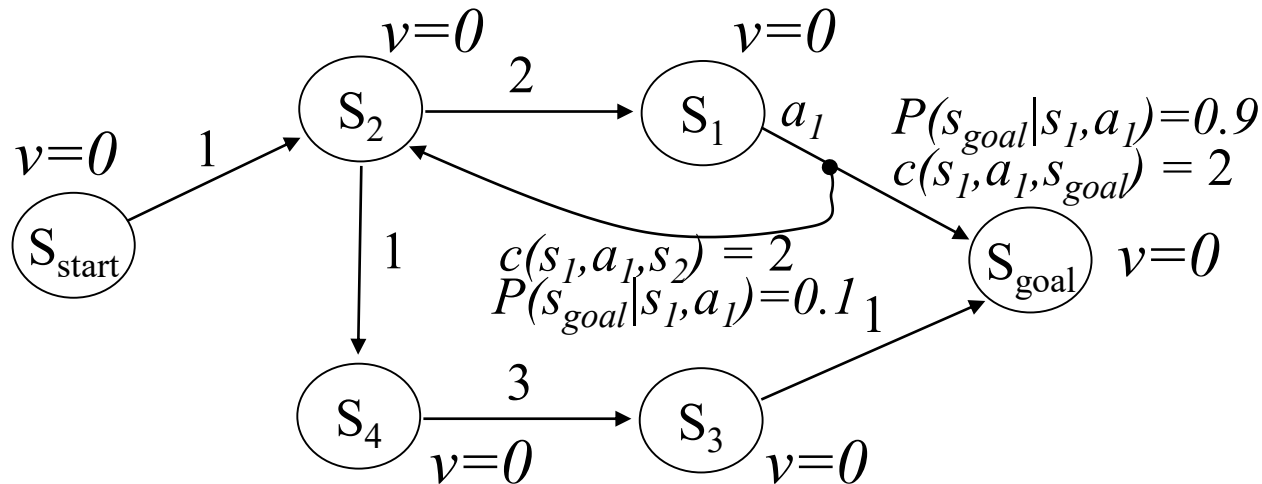 v=0
v=0
2
S2
S1
a1
P(sgoal|s1,a1)=0.9
c(s1,a1,sgoal) = 2
v=0
1
Sstart
1
c(s1,a1,s2) = 2
P(sgoal|s1,a1)=0.1
Sgoal
v=0
1
3
S4
S3
v=0
v=0